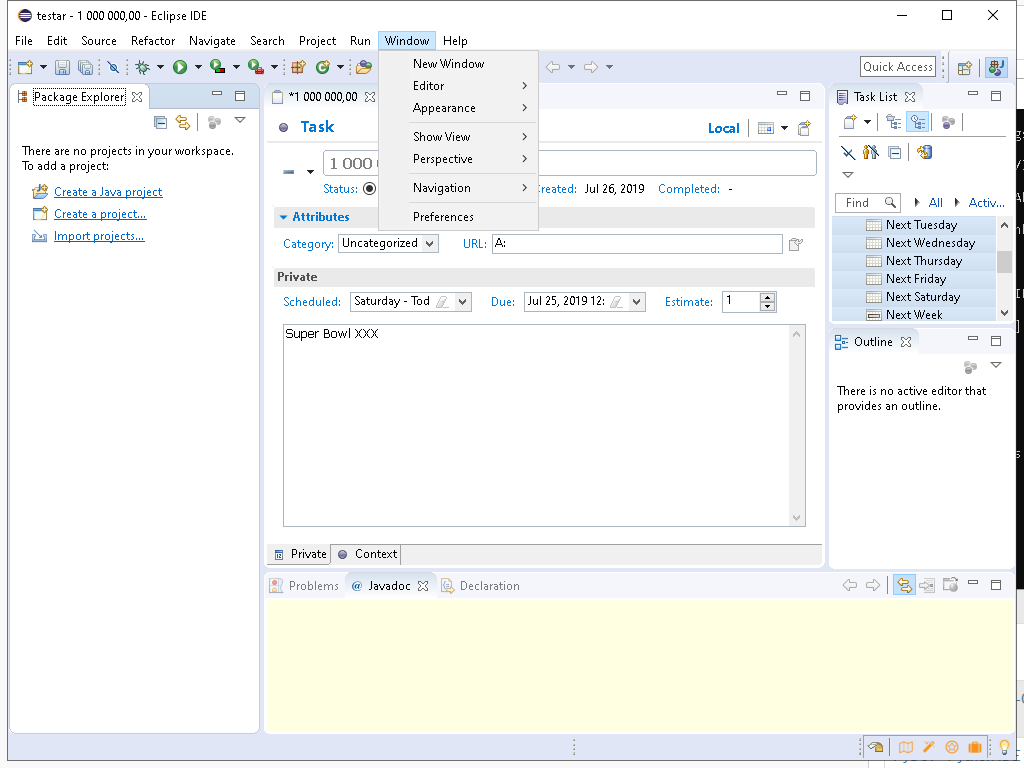 testar - 1 000 000,00 - Eclipse IDE
File Edit Source Refactor Navigate Search Project Run Window Help
Quick Access
New Window
Editor
Appearance
Show View
Perspective
Navigation
Preferences
Package Explorer
There are no projects in your workspace.
To add a project:
Create a Java project
Create a project...
Import projects...
*1 000 000,00
Task
Local
1 000
Status:
Created: Jul 26, 2019 Completed: -
Attributes
Category: Uncategorized URL: A:
Private
Scheduled: Saturday - Tod Due: Jul 25, 2019 12: Estimate: 1
Super Bowl XXX
Private Context
Problems @ Javadoc Declaration
Task List
Find All Activ...
Next Tuesday
Next Wednesday
Next Thursday
Next Friday
Next Saturday
Next Week
Outline
There is no active editor that
provides an outline.